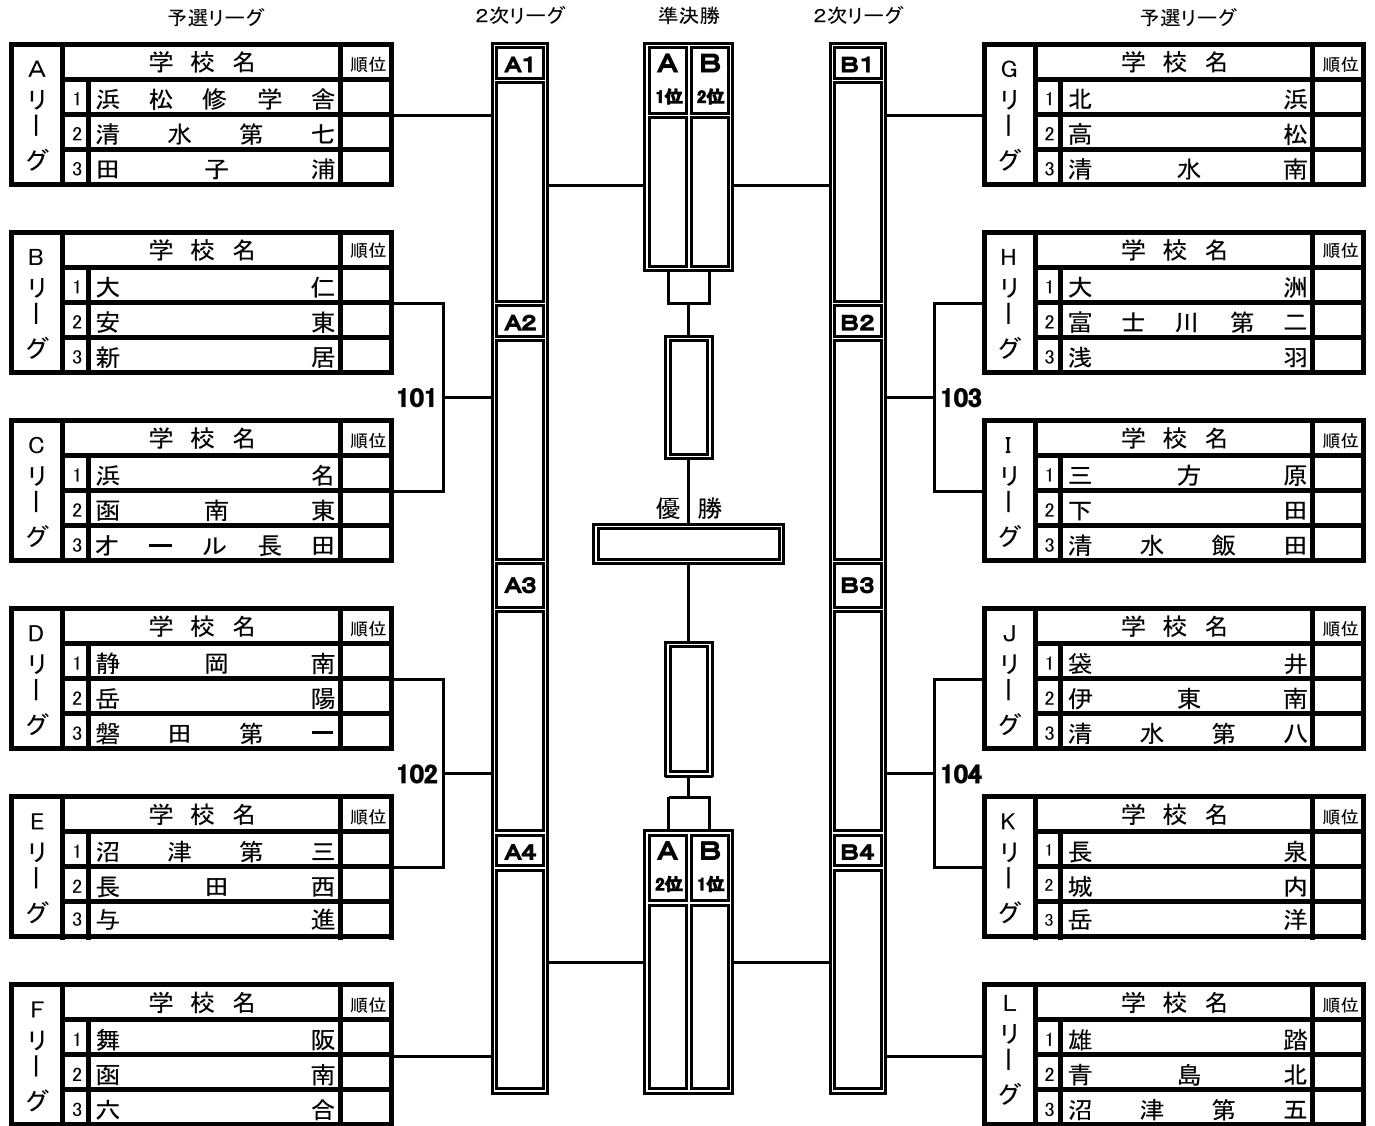 予選リーグ
2次リーグ
準決勝
2次リーグ
予選リーグ
Aリーグ
学校名 順位
1 浜松修学舎
2 清水第七
3 田子浦
Bリーグ
学校名 順位
1 大仁
2 安東
3 新居
101
Cリーグ
学校名 順位
1 浜名
2 函南東
3 オール長田
Dリーグ
学校名 順位
1 静岡南
2 岳陽
3 磐田第一
102
Eリーグ
学校名 順位
1 沼津第三
2 長田西
3 与進
Fリーグ
学校名 順位
1 舞阪
2 函南
3 六合
A1
A2
A3
A4
A 1位
B 2位
優勝
A 2位
B 1位
B1
B2
B3
B4
Gリーグ
学校名 順位
1 北浜
2 高松
3 清水南
Hリーグ
学校名 順位
1 大洲
2 富士川第二
3 浅羽
103
Iリーグ
学校名 順位
1 三方原
2 下田
3 清水飯田
Jリーグ
学校名 順位
1 袋井
2 伊東南
3 清水第八
104
Kリーグ
学校名 順位
1 長泉
2 城内
3 岳洋
Lリーグ
学校名 順位
1 雄踏
2 青島北
3 沼津第五